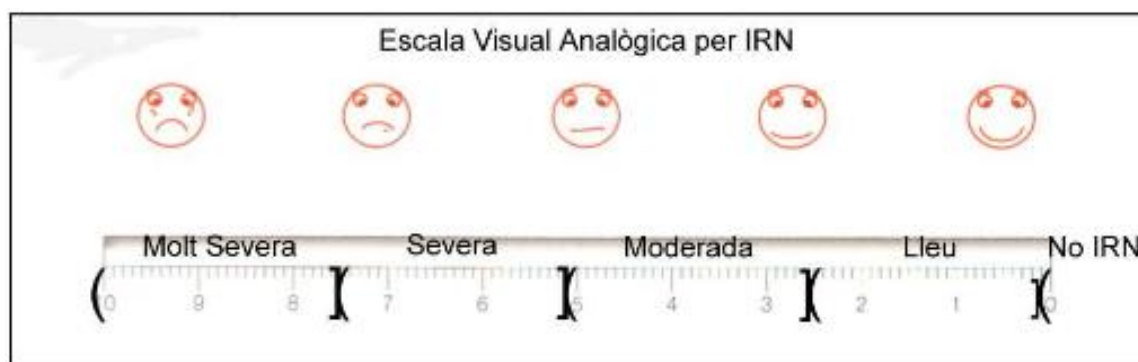 Escala Visual Analògica per IRN
Molt Severa Severa Moderada Lleu No IRN
( 0 9 8 ]( 7 6 ]( 5 4 3 ]( 2 1 ]( 0